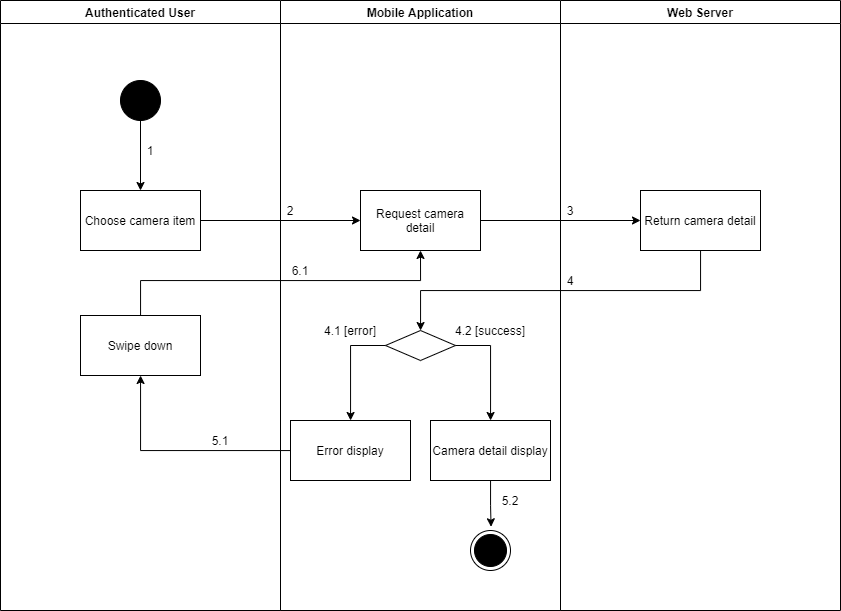 Authenticated User
Mobile Application
Web Server
1
Choose camera item
2
Request camera
detail
3
Return camera detail
6.1
4
Swipe down
4.1 [error]
4.2 [success]
5.1
Error display
Camera detail display
5.2